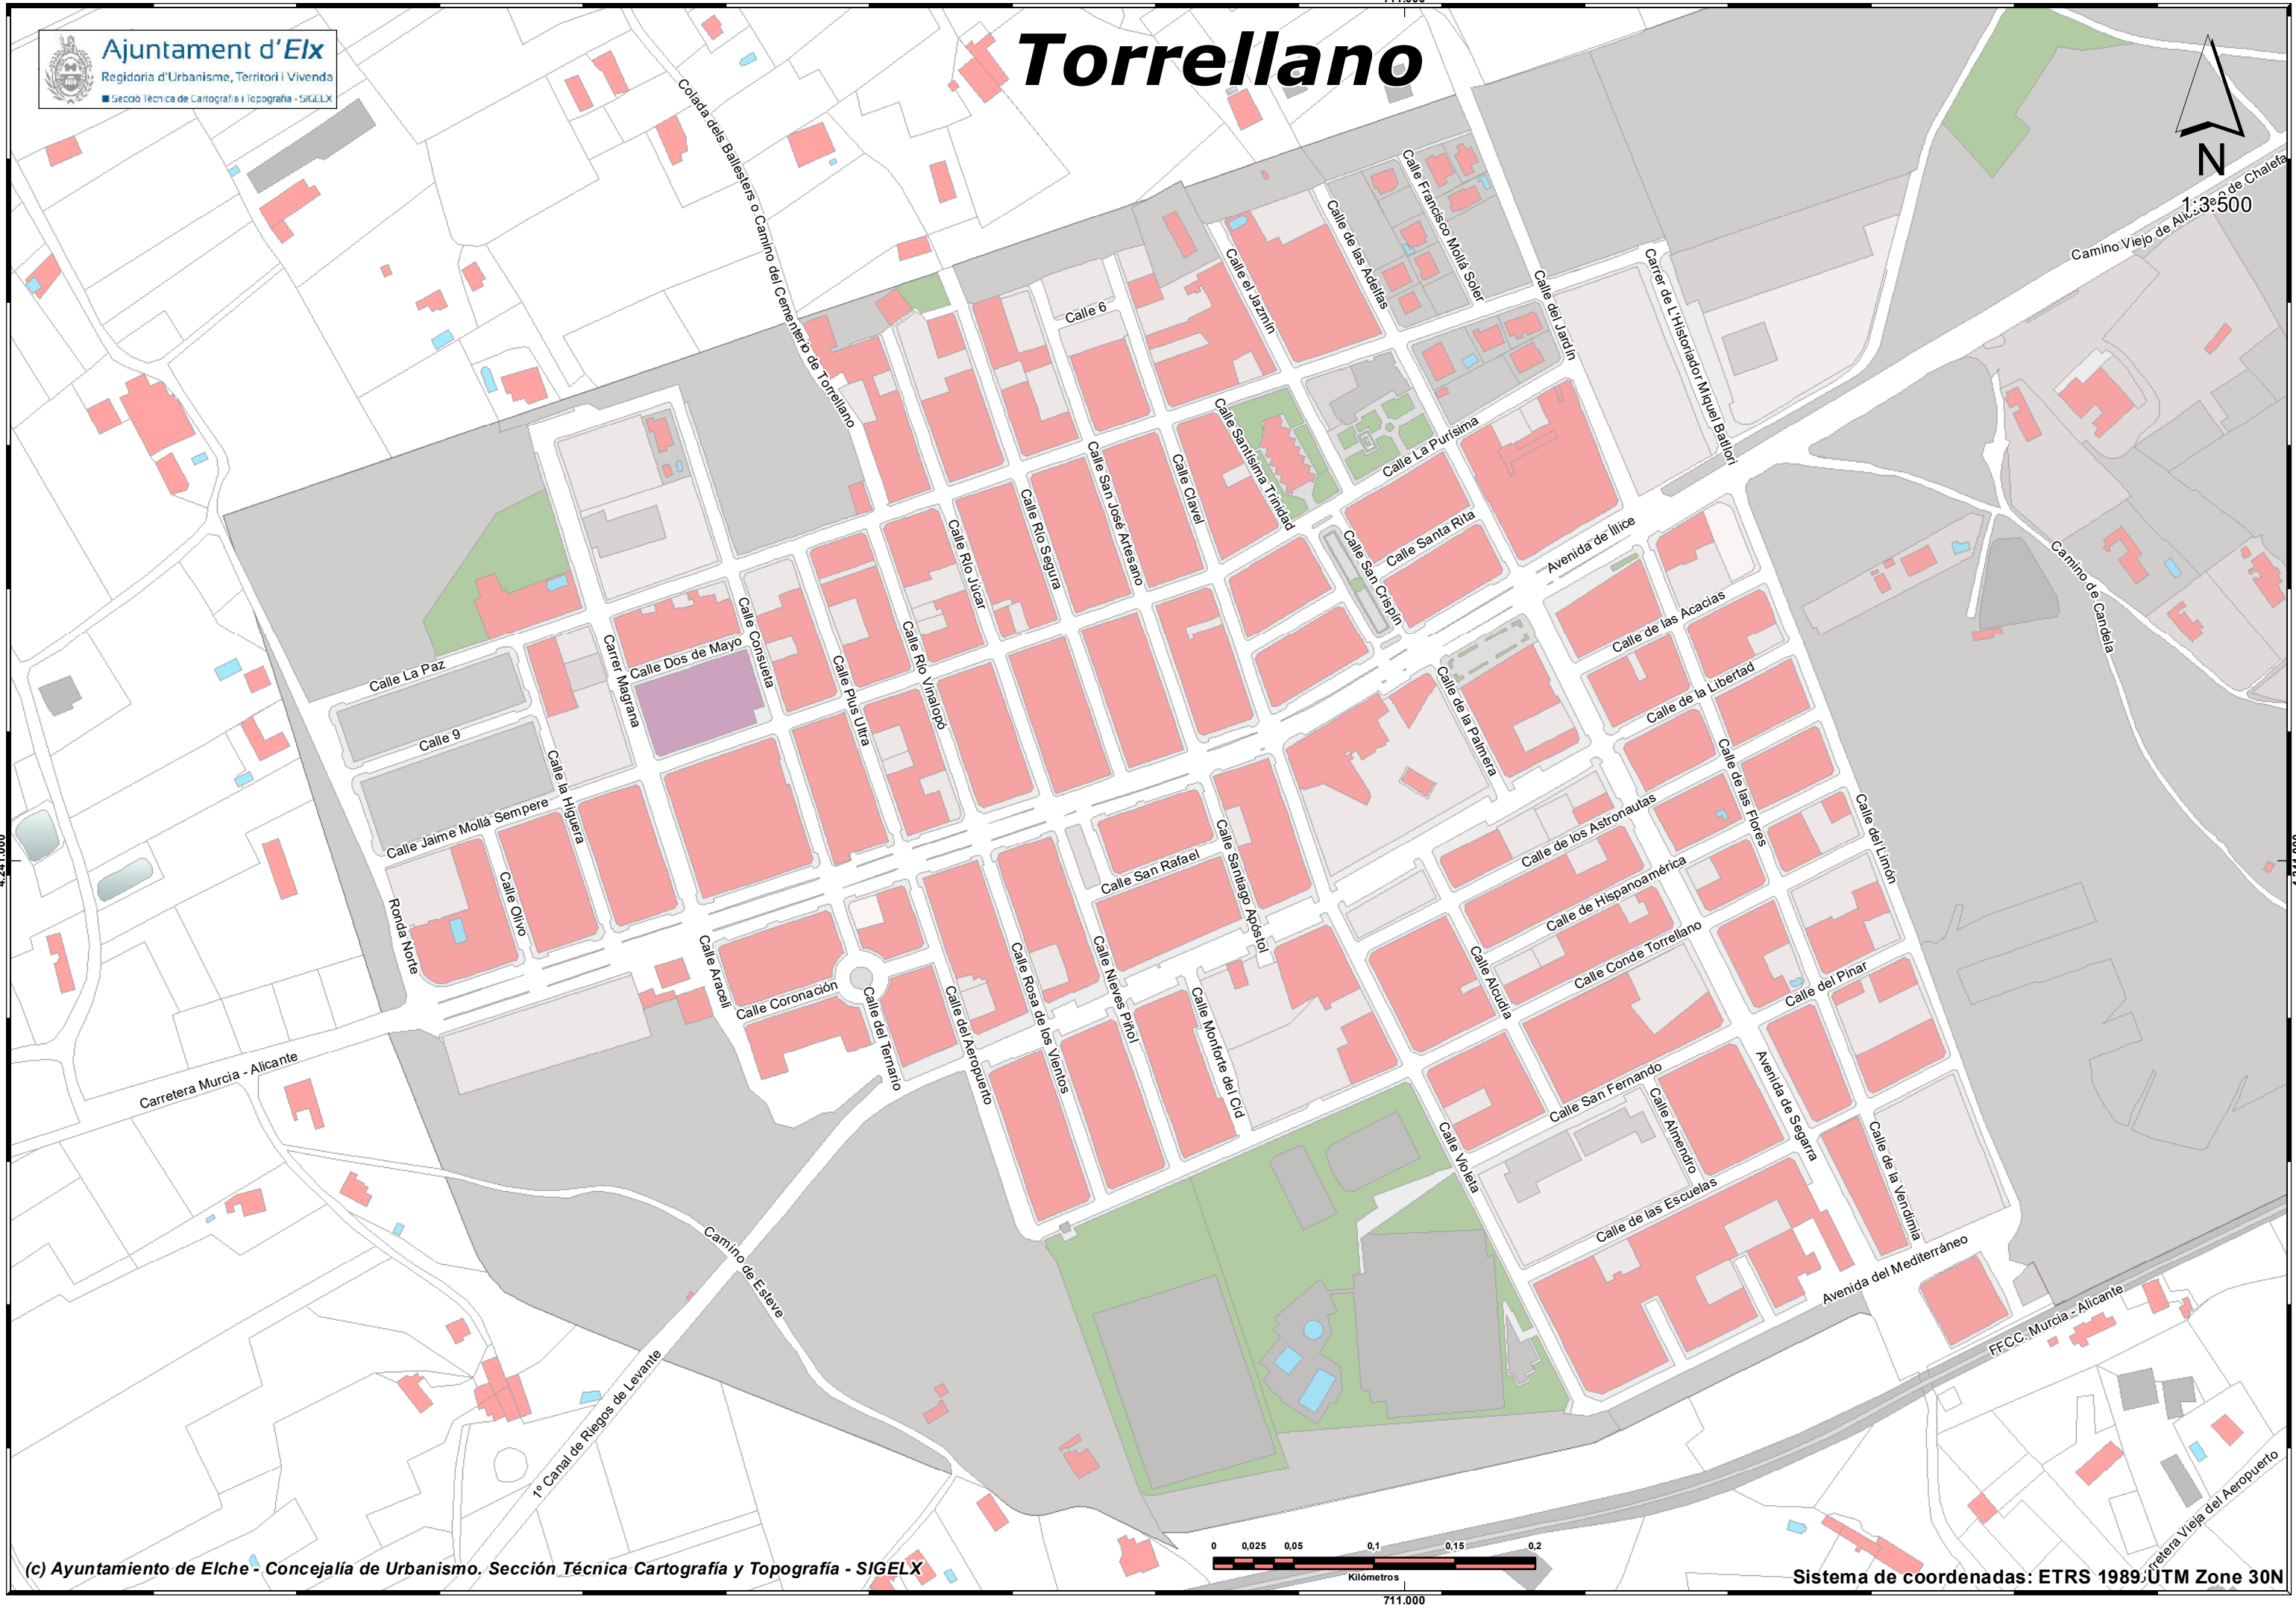 711.000
Torrellano
Ajuntament d'Elx
Regidoria d'Urbanisme, Territori i Vivenda
Secció Tècnica de Cartografia i Topografia - SIGELX
N
1:3.500
Colada dels Ballesters o Camino del Cementerio de Torrellano
Calle Francisco Mollá Soler
Calle de las Adelfas
Calle el Jazmín
Calle del Jardín
Carrer de L'Historiador Miquel Batllori
Camino Viejo de Alicante
de Chalefa
Calle 6
Calle Santísima Trinidad
Calle La Purísima
Calle San José Artesano
Calle Clavel
Calle Río Segura
Calle Río Júcar
Calle Santa Rita
Calle San Crispín
Avenida de Íllice
Camino de Candela
Calle Consueta
Calle Dos de Mayo
Carrer Magrana
Calle La Paz
Calle 9
Calle Plus Ultra
Calle Río Vinalopó
Calle de las Acacias
Calle de la Libertad
Calle de la Palmera
Calle de las Flores
Calle la Higuera
Calle Jaime Mollá Sempere
Calle Olivo
Ronda Norte
Calle San Rafael
Calle Santiago Apóstol
Calle de los Astronautas
Calle de Hispanoamérica
Calle del Limón
Calle Conde Torrellano
Calle Alcudia
Calle del Pinar
Calle Araceli
Calle Coronación
Calle del Ternario
Calle del Aeropuerto
Calle Rosa de los Vientos
Calle Nieves Piñol
Calle Monforte del Cid
Carretera Murcia - Alicante
Calle San Fernando
Calle Almendro
Avenida de Segarra
Calle Violeta
Calle de las Escuelas
Calle de la Vendimia
Avenida del Mediterráneo
FFCC. Murcia - Alicante
Camino de Esteve
1º Canal de Riegos de Levante
Carretera Vieja del Aeropuerto
4.241.000
4.241.000
0 0,025 0,05 0,1 0,15 0,2
Kilómetros
(c) Ayuntamiento de Elche - Concejalía de Urbanismo. Sección Técnica Cartografía y Topografía - SIGELX
Sistema de coordenadas: ETRS 1989 UTM Zone 30N
711.000